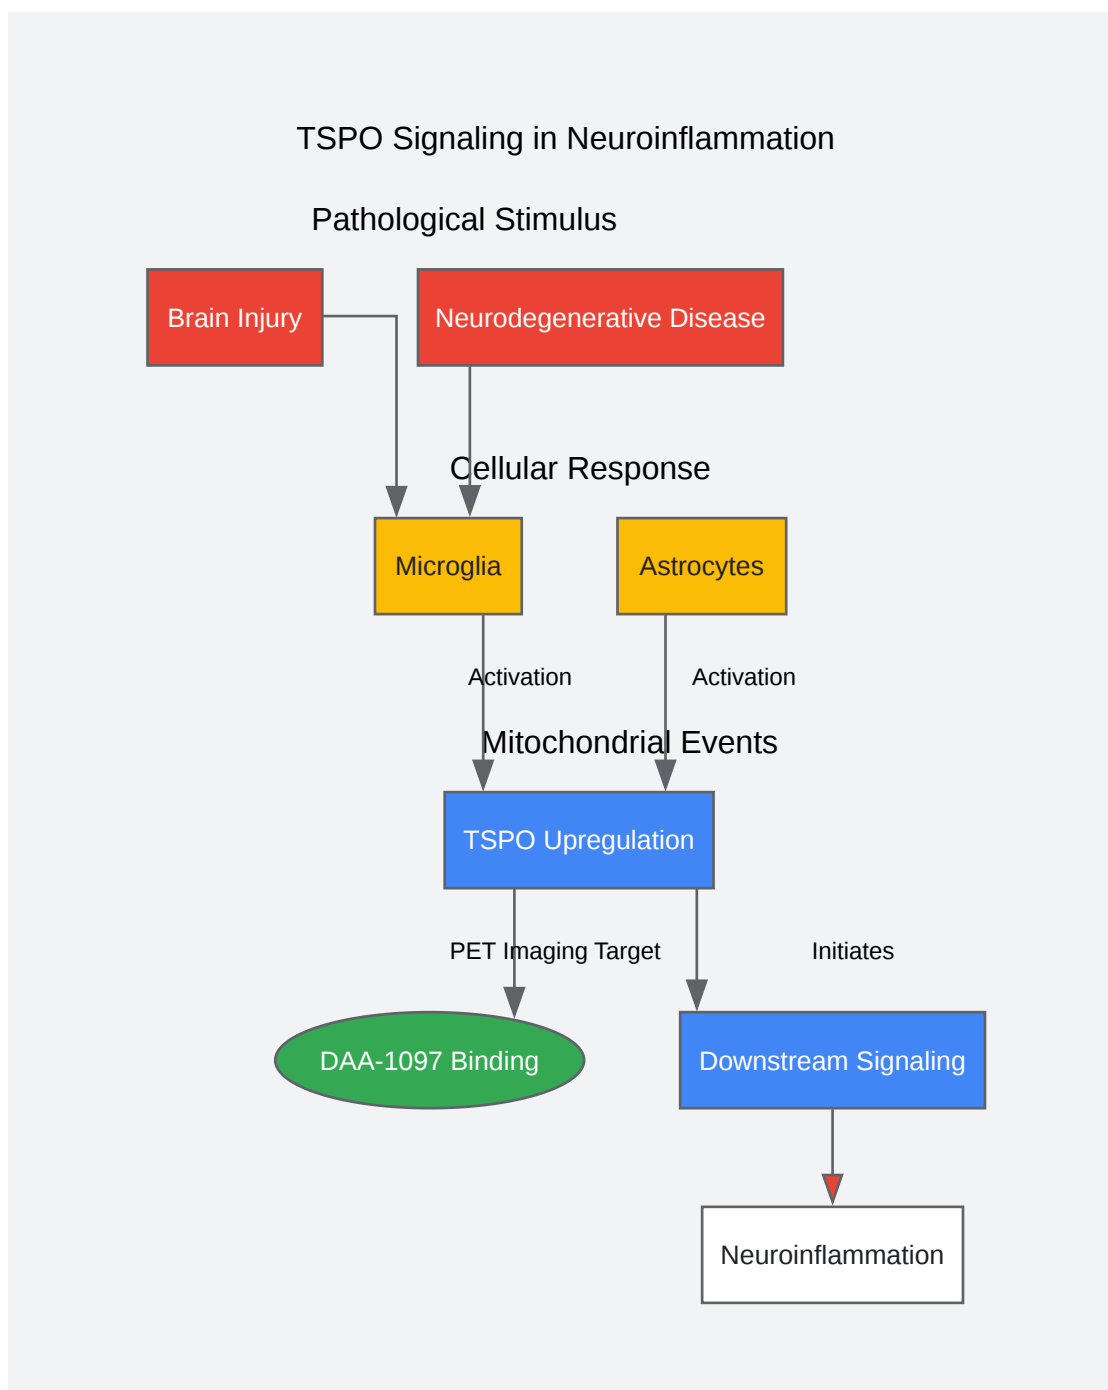 TSPO Signaling in Neuroinflammation
Pathological Stimulus
Brain Injury
Neurodegenerative Disease
Cellular Response
Microglia
Astrocytes
Activation
Activation
Mitochondrial Events
TSPO Upregulation
PET Imaging Target
Initiates
DAA-1097 Binding
Downstream Signaling
Neuroinflammation